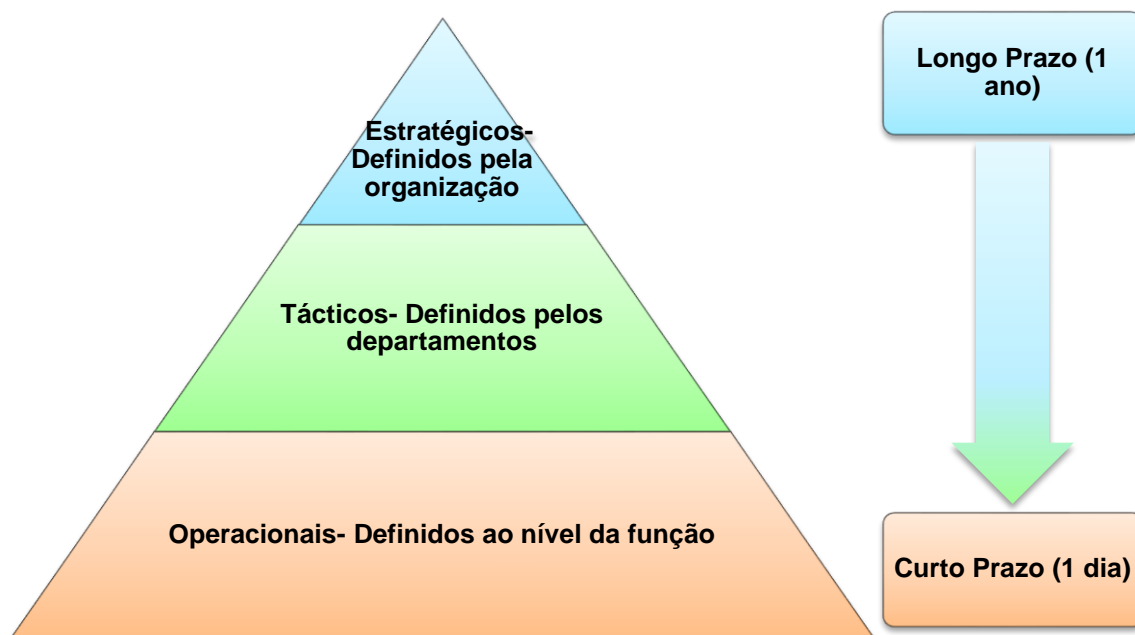 Estratégicos-
Definidos pela
organização
Tácticos- Definidos pelos
departamentos
Operacionais- Definidos ao nível da função
Longo Prazo (1
ano)
Curto Prazo (1 dia)